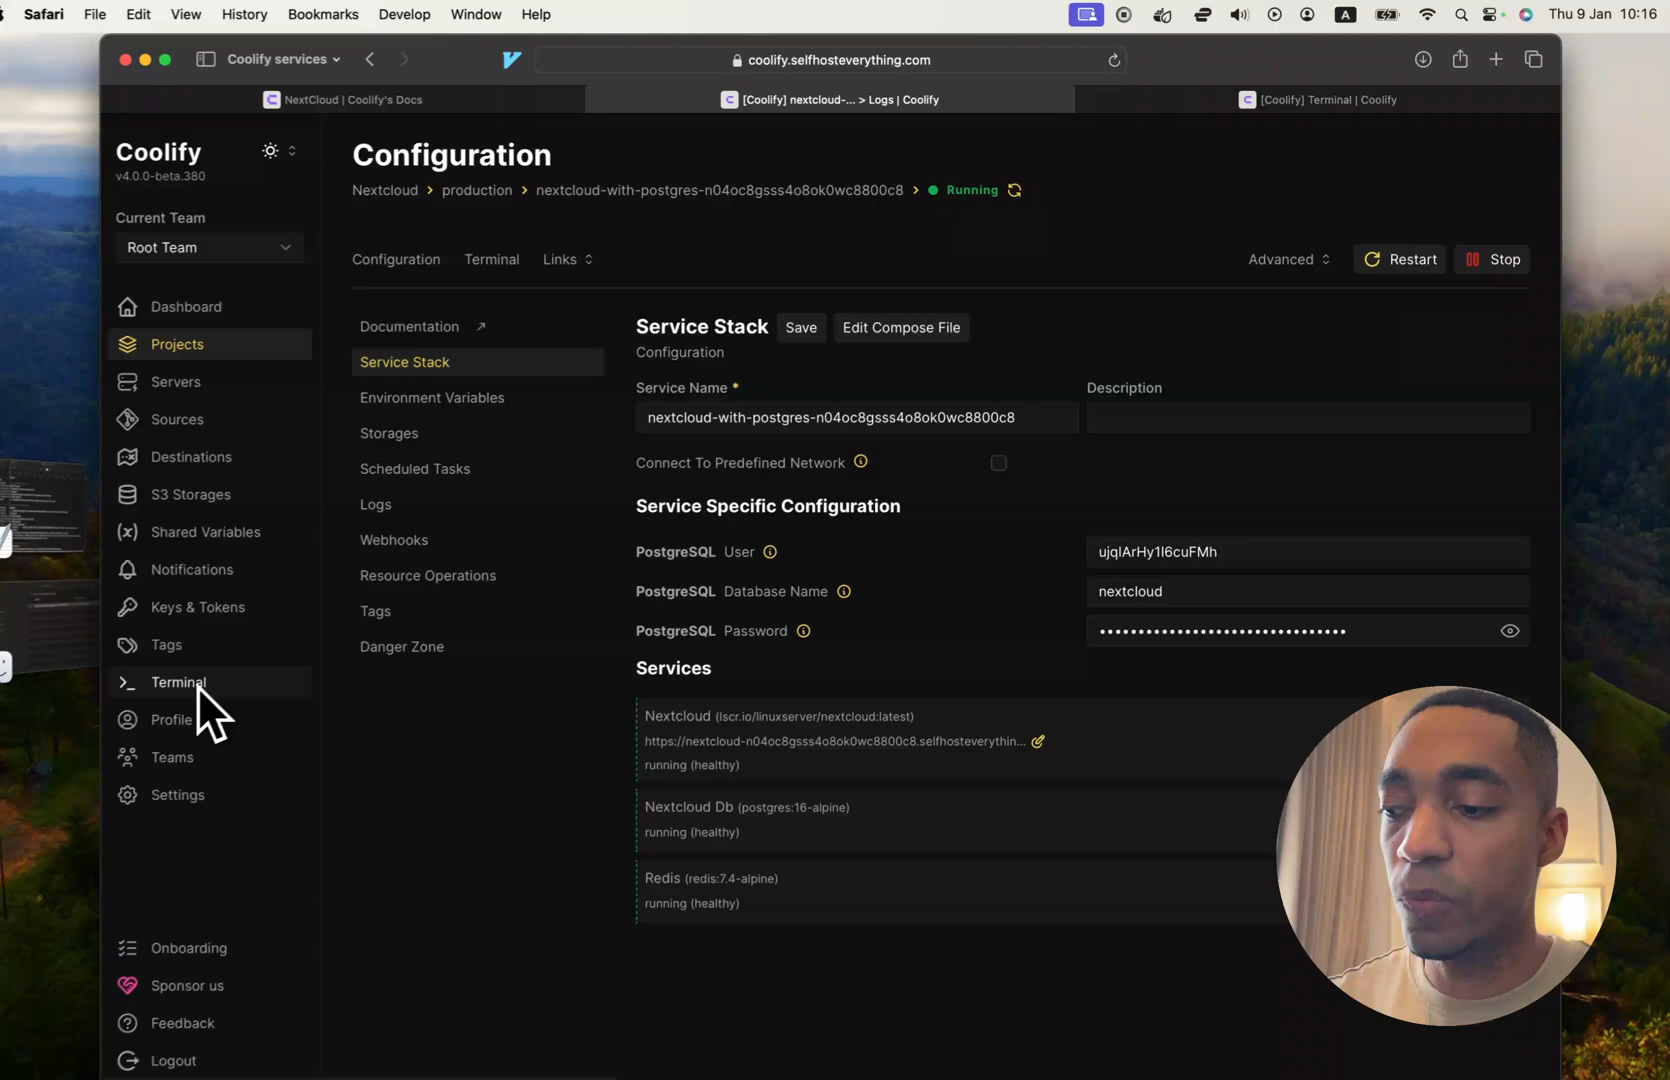 Safari File Edit View History Bookmarks Develop Window Help
A Thu 9 Jan 10:16
Coolify services
coolify.selfhosteverything.com
NextCloud | Coolify's Docs
[Coolify] nextcloud-... > Logs | Coolify
[Coolify] Terminal | Coolify
Coolify
v4.0.0-beta.380
Current Team
Root Team
Dashboard
Projects
Servers
Sources
Destinations
S3 Storages
Shared Variables
Notifications
Keys & Tokens
Tags
Terminal
Profile
Teams
Settings
Onboarding
Sponsor us
Feedback
Logout
Configuration
Nextcloud > production > nextcloud-with-postgres-n04oc8gsss4o8ok0wc8800c8 > Running
Configuration Terminal Links
Advanced Restart Stop
Documentation
Service Stack
Environment Variables
Storages
Scheduled Tasks
Logs
Webhooks
Resource Operations
Tags
Danger Zone
Service Stack Save Edit Compose File
Configuration
Service Name *
nextcloud-with-postgres-n04oc8gsss4o8ok0wc8800c8
Description
Connect To Predefined Network
Service Specific Configuration
PostgreSQL User
ujqlArHy1I6cuFMh
PostgreSQL Database Name
nextcloud
PostgreSQL Password
Services
Nextcloud (lscr.io/linuxserver/nextcloud:latest)
https://nextcloud-n04oc8gsss4o8ok0wc8800c8.selfhosteverythin...
running (healthy)
Nextcloud Db (postgres:16-alpine)
running (healthy)
Redis (redis:7.4-alpine)
running (healthy)